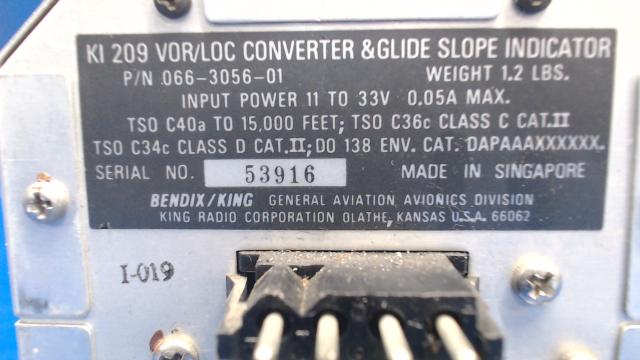 KI 209 VOR/LOC CONVERTER & GLIDE SLOPE INDICATOR
P/N 066-3056-01 WEIGHT 1.2 LBS.
INPUT POWER 11 TO 33V 0.05A MAX.
TSO C40a TO 15,000 FEET; TSO C36c CLASS C CAT.II
TSO C34c CLASS D CAT.II; DO 138 ENV. CAT. DAPAAAXXXXXX.
SERIAL NO. 53916 MADE IN SINGAPORE
BENDIX/KING GENERAL AVIATION AVIONICS DIVISION
KING RADIO CORPORATION OLATHE, KANSAS U.S.A. 66062
I-019